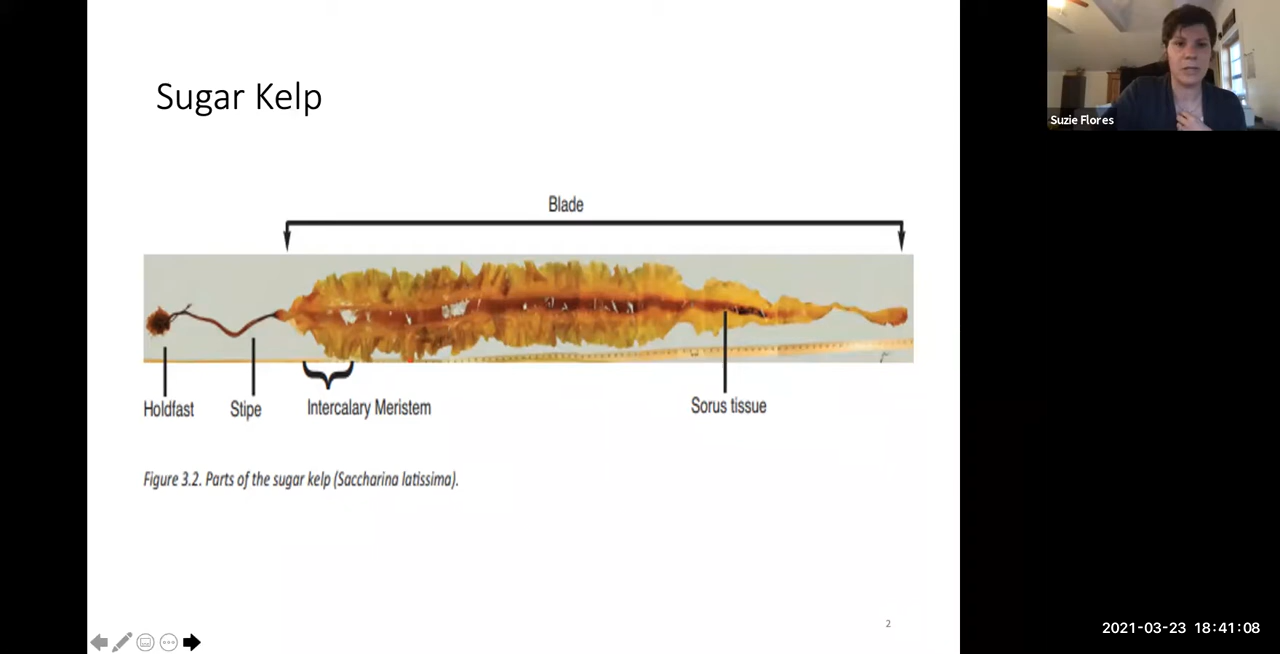 Sugar Kelp
Suzie Flores
Blade
Holdfast
Stipe
Intercalary Meristem
Sorus tissue
Figure 3.2. Parts of the sugar kelp (Saccharina latissima).
2
2021-03-23 18:41:08